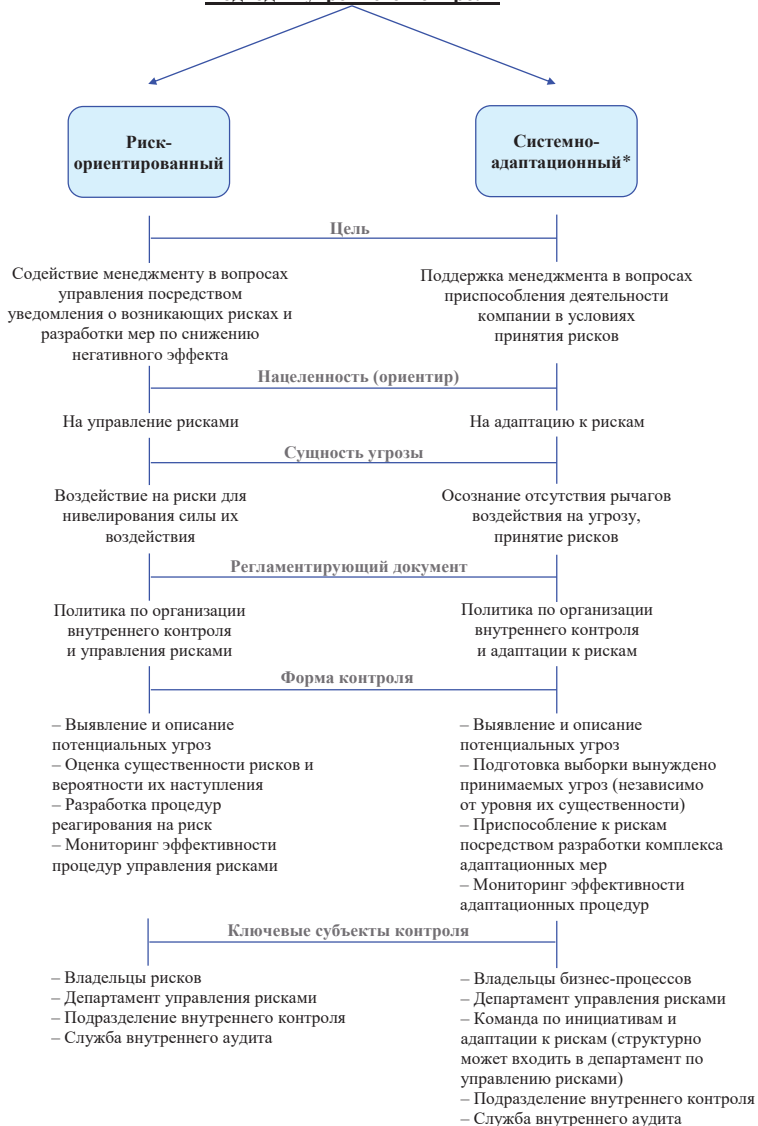 Риск-
ориентированный
Системно-
адаптационный*
Цель
Содействие менеджменту в вопросах
управления посредством
уведомления о возникающих рисках и
разработки мер по снижению
негативного эффекта
Поддержка менеджмента в вопросах
приспособления деятельности
компании в условиях
принятия рисков
Нацеленность (ориентир)
На управление рисками
На адаптацию к рискам
Сущность угрозы
Воздействие на риски для
нивелирования силы их
воздействия
Осознание отсутствия рычагов
воздействия на угрозу,
принятие рисков
Регламентирующий документ
Политика по организации
внутреннего контроля
и управления рисками
Политика по организации
внутреннего контроля
и адаптации к рискам
Форма контроля
– Выявление и описание
потенциальных угроз
– Оценка существенности рисков и
вероятности их наступления
– Разработка процедур
реагирования на риск
– Мониторинг эффективности
процедур управления рисками
– Выявление и описание
потенциальных угроз
– Подготовка выборки вынуждено
принимаемых угроз (независимо
от уровня их существенности)
– Приспособление к рискам
посредством разработки комплекса
адаптационных мер
– Мониторинг эффективности
адаптационных процедур
Ключевые субъекты контроля
– Владельцы рисков
– Департамент управления рисками
– Подразделение внутреннего контроля
– Служба внутреннего аудита
– Владельцы бизнес-процессов
– Департамент управления рисками
– Команда по инициативам и
адаптации к рискам (структурно
может входить в департамент по
управлению рисками)
– Подразделение внутреннего контроля
– Служба внутреннего аудита